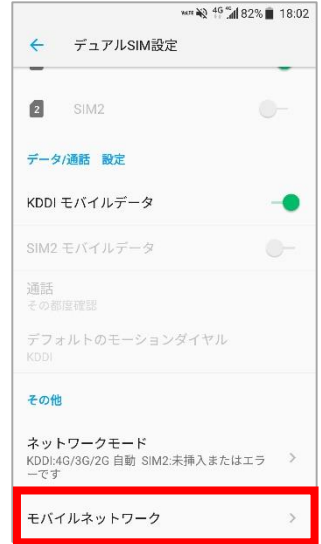 4G 82% 18:02
デュアルSIM設定
2 SIM2
データ/通話 設定
KDDI モバイルデータ
SIM2 モバイルデータ
通話
その都度確認
デフォルトのモーションダイヤル
KDDI
その他
ネットワークモード
KDDI:4G/3G/2G 自動 SIM2:未挿入またはエラ
ーです
モバイルネットワーク